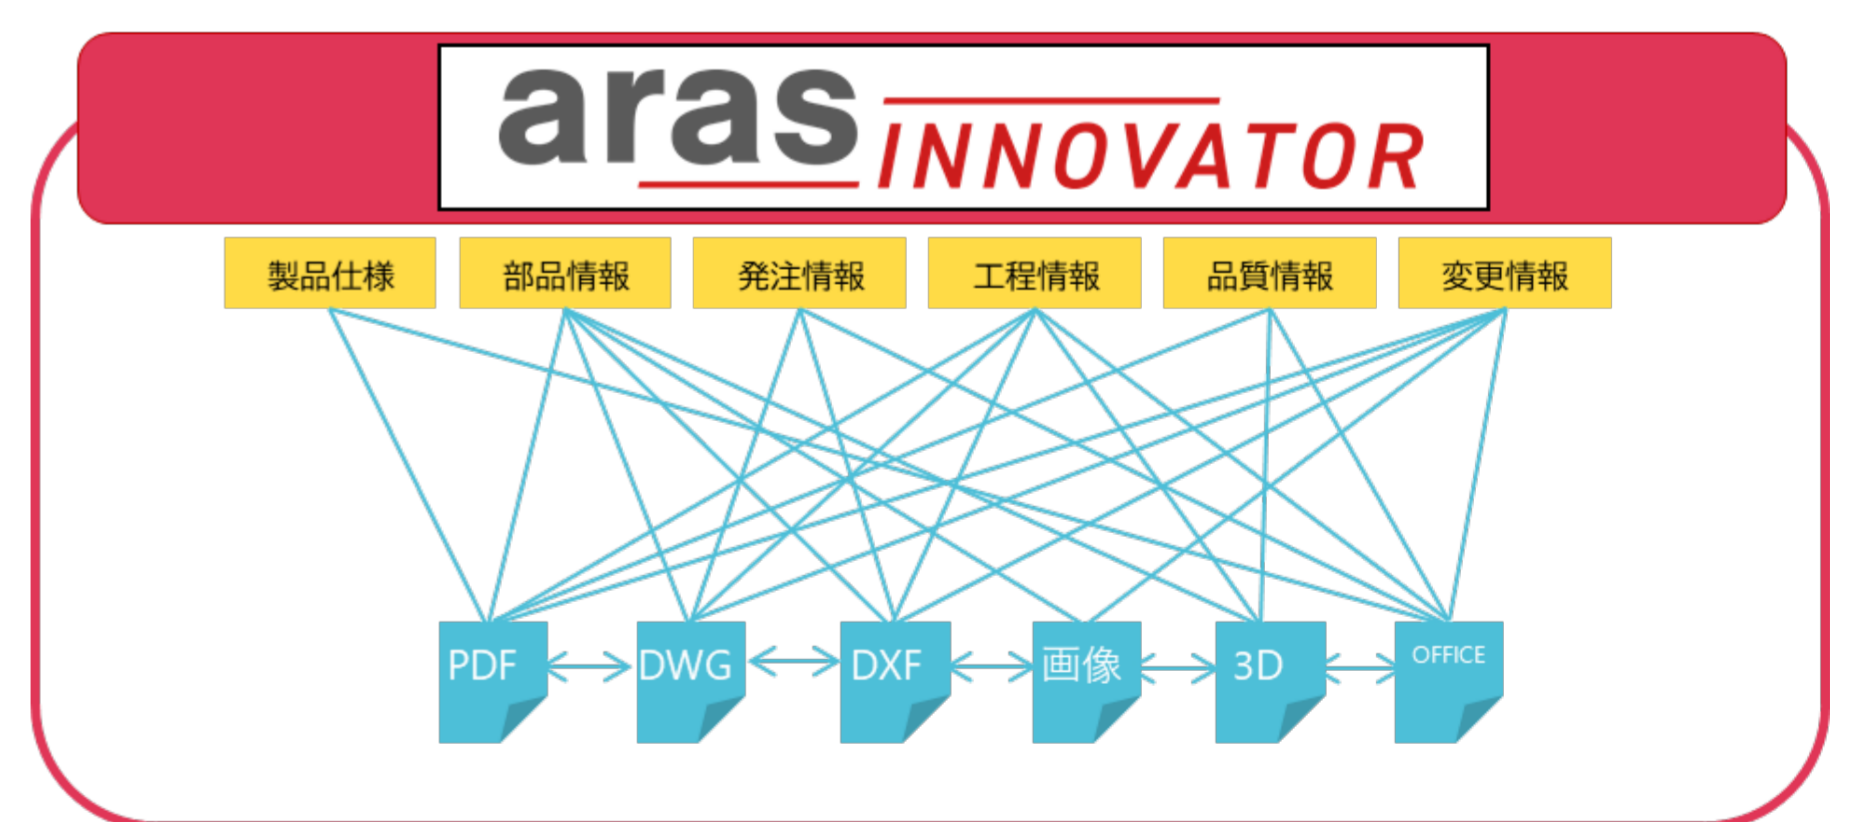 aras INNOVATOR
製品仕様
部品情報
発注情報
工程情報
品質情報
変更情報
PDF
DWG
DXF
画像
3D
OFFICE